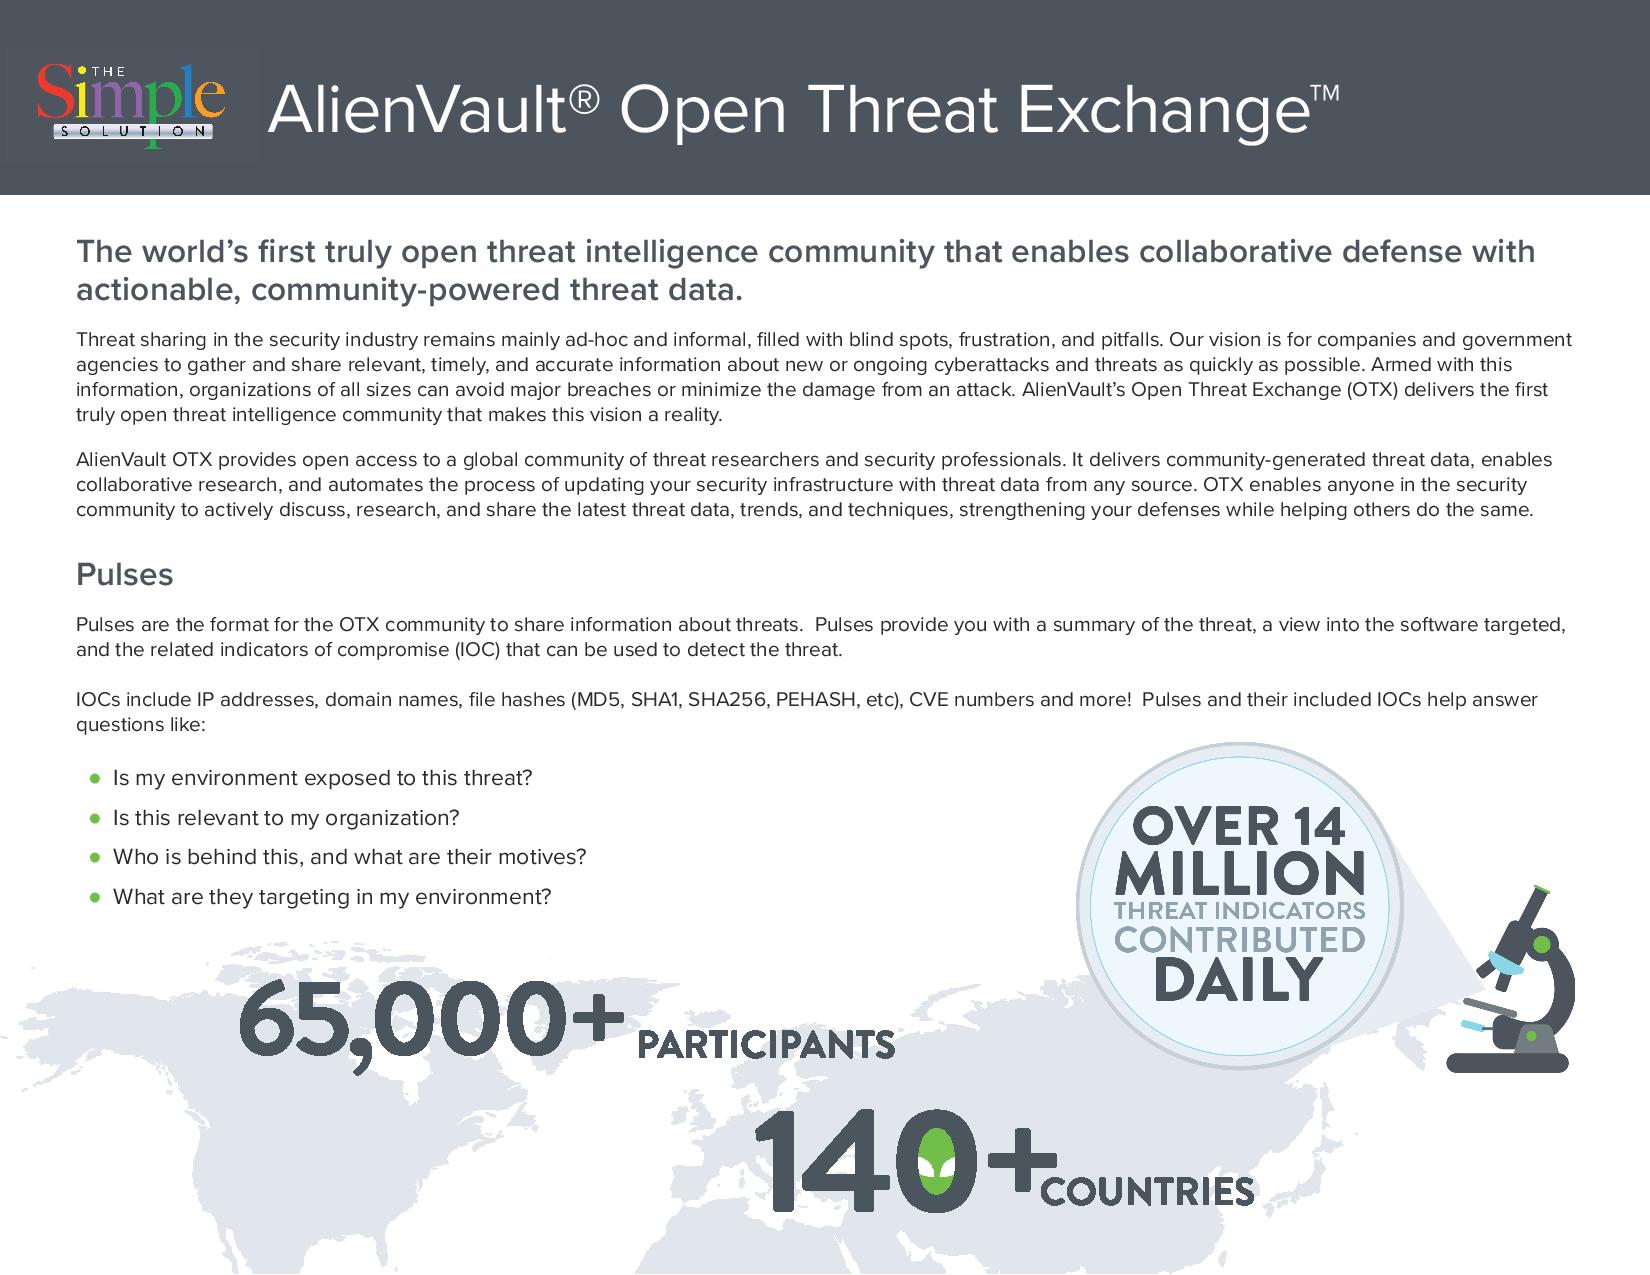 THE
Simple
SOLUTION
AlienVault® Open Threat Exchange™
The world's first truly open threat intelligence community that enables collaborative defense with
actionable, community-powered threat data.
Threat sharing in the security industry remains mainly ad-hoc and informal, filled with blind spots, frustration, and pitfalls. Our vision is for companies and government
agencies to gather and share relevant, timely, and accurate information about new or ongoing cyberattacks and threats as quickly as possible. Armed with this
information, organizations of all sizes can avoid major breaches or minimize the damage from an attack. AlienVault's Open Threat Exchange (OTX) delivers the first
truly open threat intelligence community that makes this vision a reality.
AlienVault OTX provides open access to a global community of threat researchers and security professionals. It delivers community-generated threat data, enables
collaborative research, and automates the process of updating your security infrastructure with threat data from any source. OTX enables anyone in the security
community to actively discuss, research, and share the latest threat data, trends, and techniques, strengthening your defenses while helping others do the same.
Pulses
Pulses are the format for the OTX community to share information about threats.  Pulses provide you with a summary of the threat, a view into the software targeted,
and the related indicators of compromise (IOC) that can be used to detect the threat.
IOCs include IP addresses, domain names, file hashes (MD5, SHA1, SHA256, PEHASH, etc), CVE numbers and more!  Pulses and their included IOCs help answer
questions like:
● Is my environment exposed to this threat?
● Is this relevant to my organization?
● Who is behind this, and what are their motives?
● What are they targeting in my environment?
OVER 14
MILLION
THREAT INDICATORS
CONTRIBUTED
DAILY
65,000+ PARTICIPANTS
140+ COUNTRIES